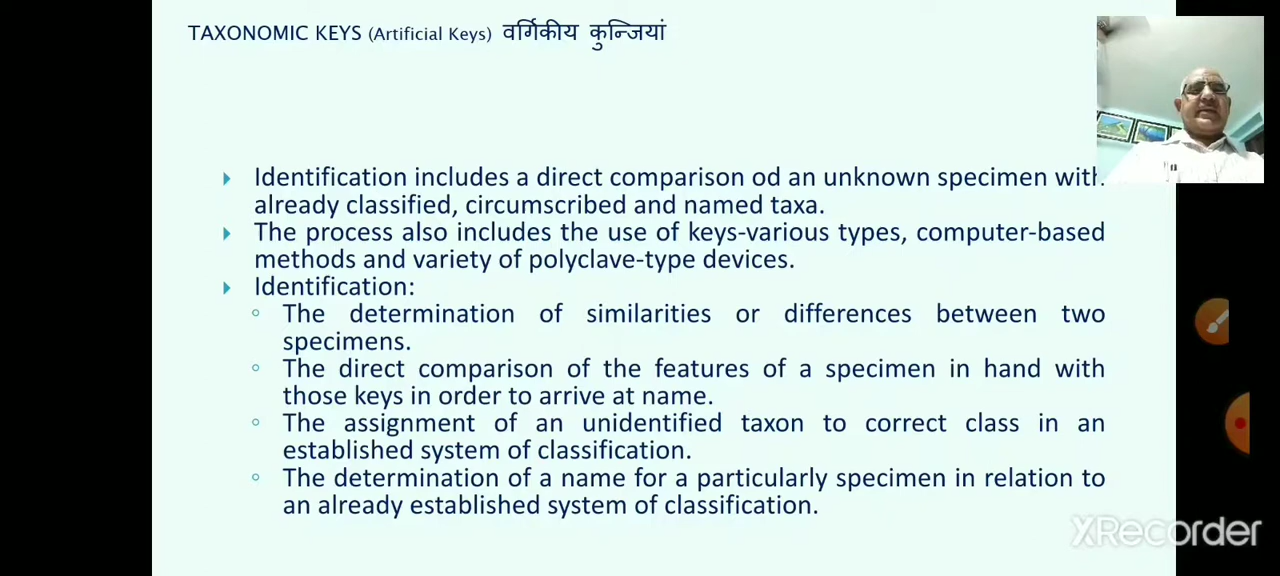 TAXONOMIC KEYS (Artificial Keys) वर्गिकीय कुन्जियां
Identification includes a direct comparison od an unknown specimen with
already classified, circumscribed and named taxa.
The process also includes the use of keys-various types, computer-based
methods and variety of polyclave-type devices.
Identification:
The determination of similarities or differences between two
specimens.
The direct comparison of the features of a specimen in hand with
those keys in order to arrive at name.
The assignment of an unidentified taxon to correct class in an
established system of classification.
The determination of a name for a particularly specimen in relation to
an already established system of classification.
XRecorder